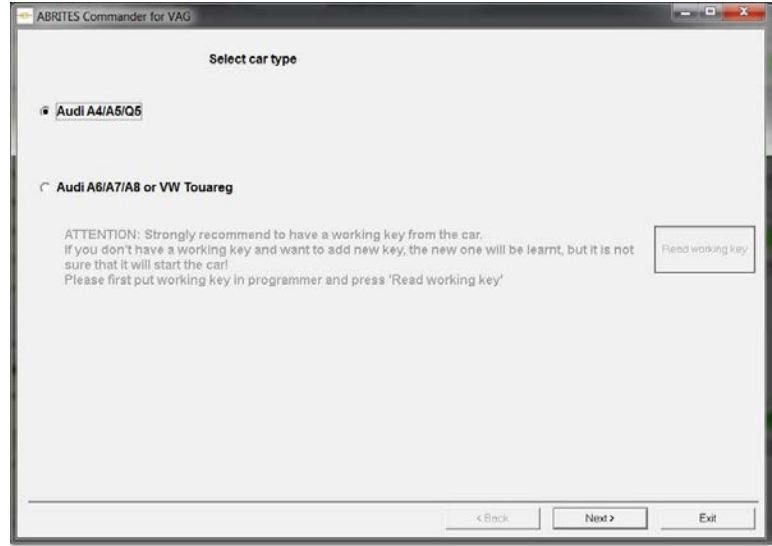 ABRITES Commander for VAG
Select car type
Audi A4/A5/Q5
Audi A6/A7/A8 or VW Touareg
ATTENTION: Strongly recommend to have a working key from the car.
If you don't have a working key and want to add new key, the new one will be learnt, but it is not
sure that it will start the car!
Please first put working key in programmer and press 'Read working key'
Read working key
< Back
Next >
Exit